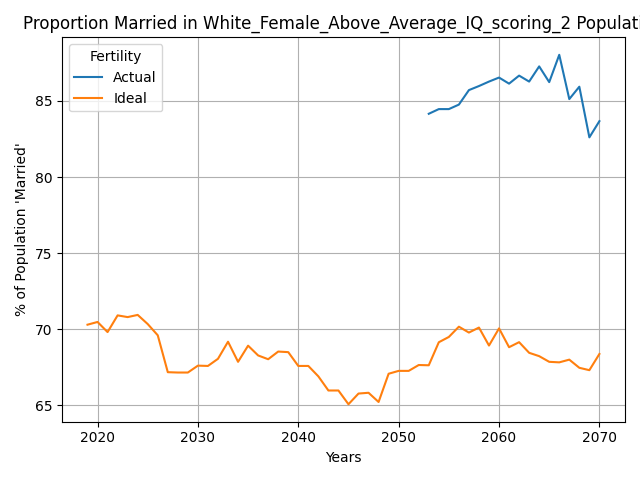 Proportion Married in White_Female_Above_Average_IQ_scoring_2 Populati
Fertility
Actual
Ideal
85
80
75
70
65
% of Population 'Married'
2020 2030 2040 2050 2060 2070
Years